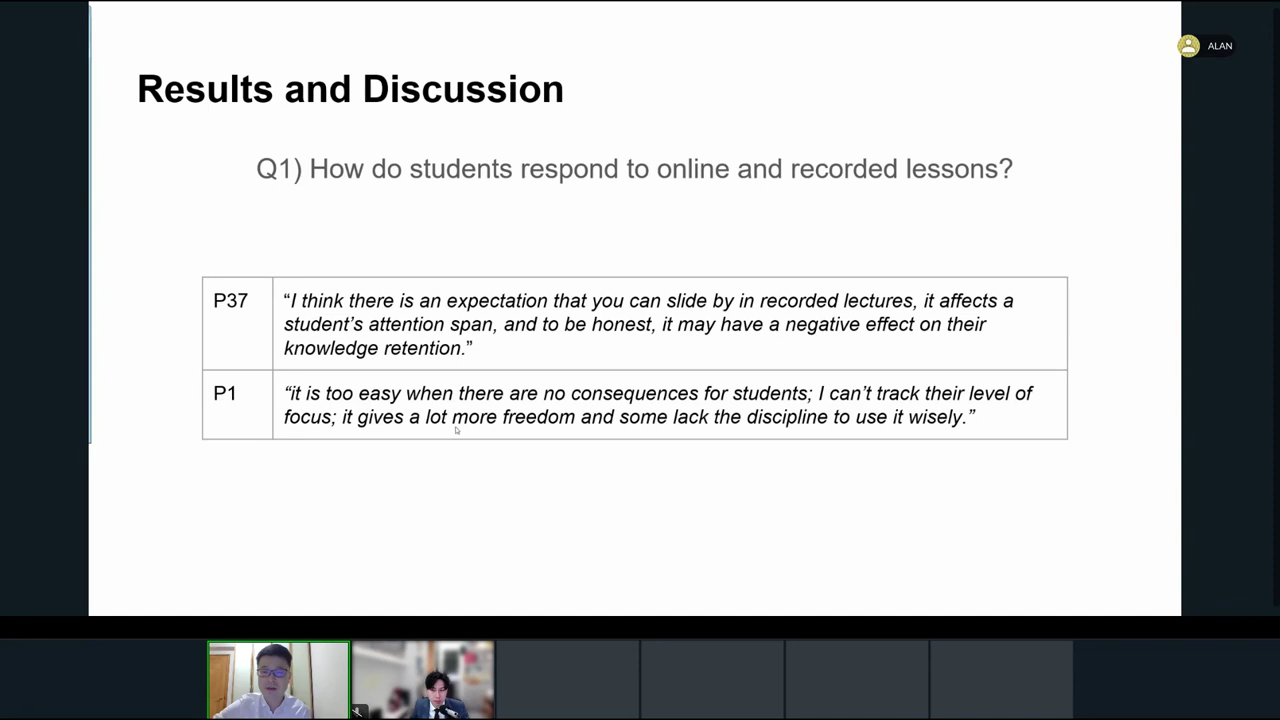 ALAN
Results and Discussion
Q1) How do students respond to online and recorded lessons?
P37
“I think there is an expectation that you can slide by in recorded lectures, it affects a
student’s attention span, and to be honest, it may have a negative effect on their
knowledge retention.”
P1
“it is too easy when there are no consequences for students; I can’t track their level of
focus; it gives a lot more freedom and some lack the discipline to use it wisely.”